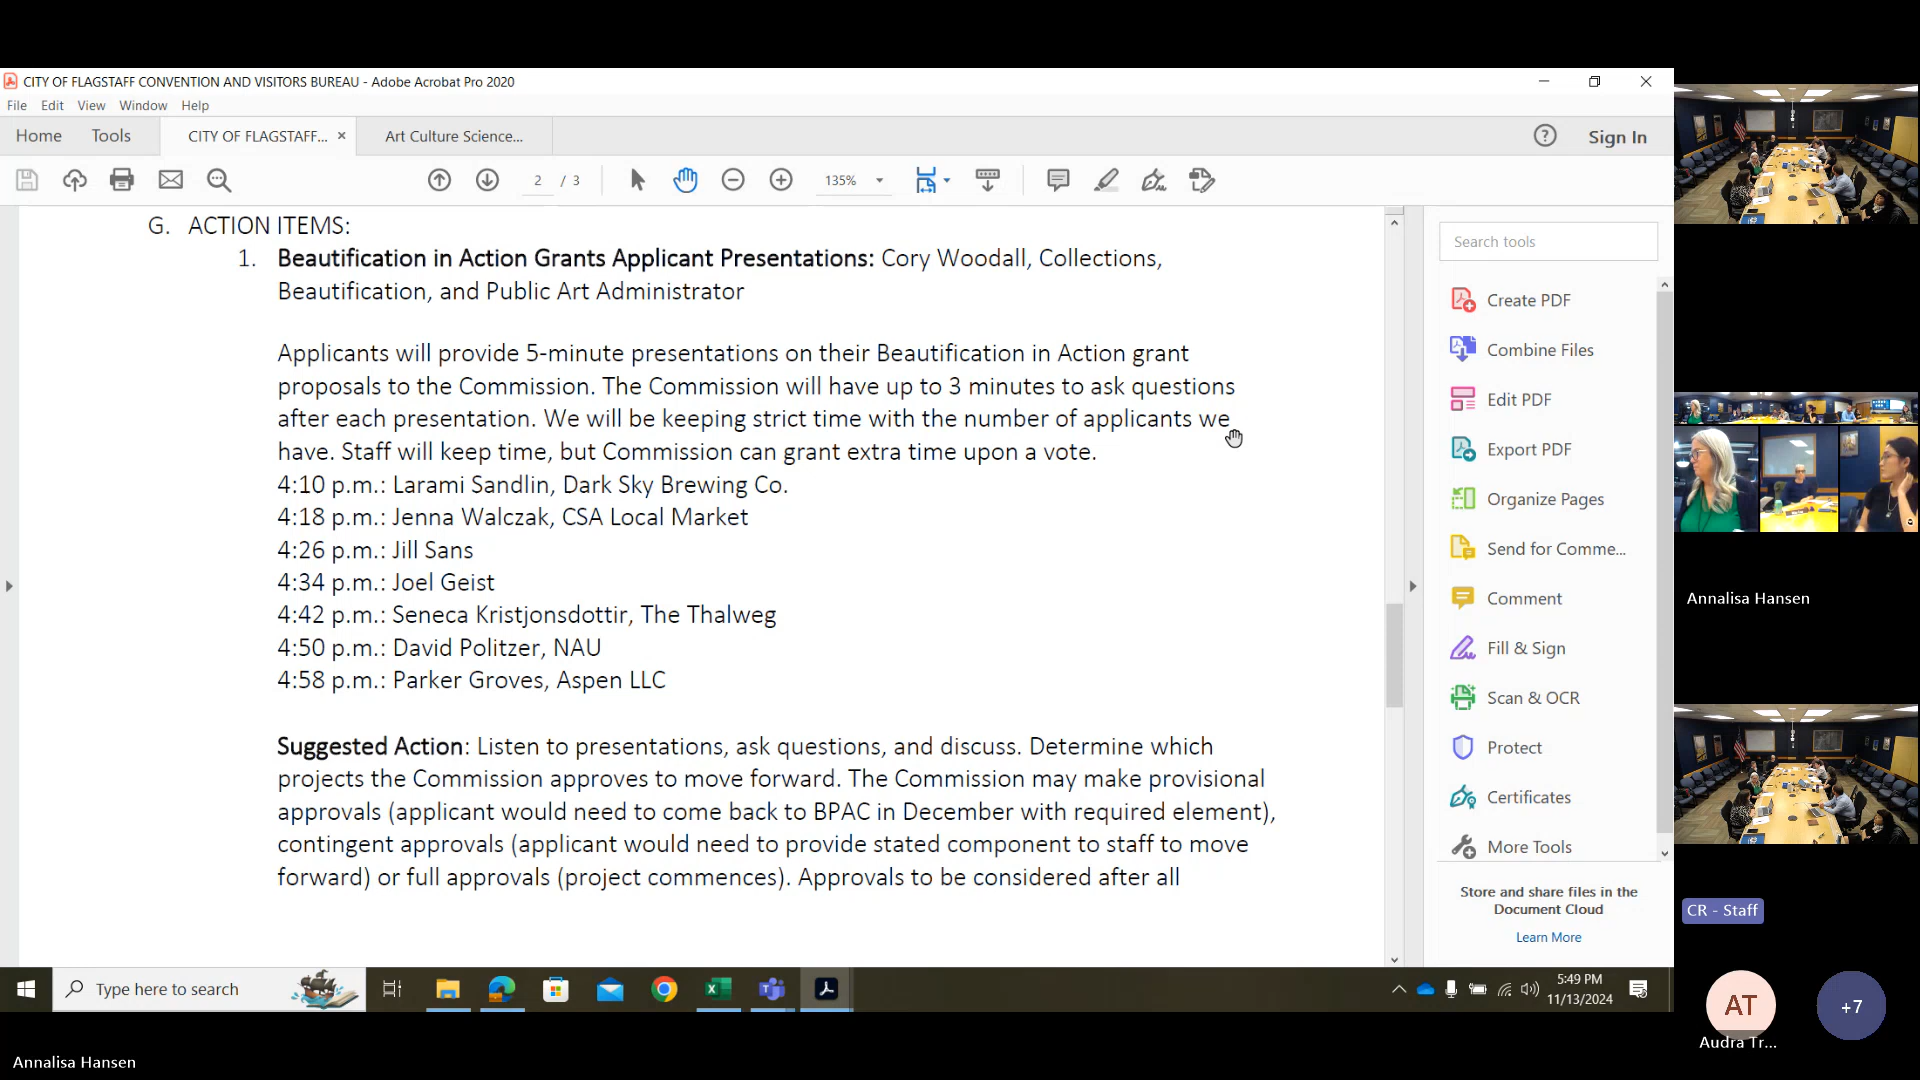 CITY OF FLAGSTAFF CONVENTION AND VISITORS BUREAU - Adobe Acrobat Pro 2020
File Edit View Window Help
Home Tools CITY OF FLAGSTAFF... × Art Culture Science... Sign In
2 / 3 135%
G. ACTION ITEMS:
1. Beautification in Action Grants Applicant Presentations: Cory Woodall, Collections,
Beautification, and Public Art Administrator
Applicants will provide 5-minute presentations on their Beautification in Action grant
proposals to the Commission. The Commission will have up to 3 minutes to ask questions
after each presentation. We will be keeping strict time with the number of applicants we
have. Staff will keep time, but Commission can grant extra time upon a vote.
4:10 p.m.: Larami Sandlin, Dark Sky Brewing Co.
4:18 p.m.: Jenna Walczak, CSA Local Market
4:26 p.m.: Jill Sans
4:34 p.m.: Joel Geist
4:42 p.m.: Seneca Kristjonsdottir, The Thalweg
4:50 p.m.: David Politzer, NAU
4:58 p.m.: Parker Groves, Aspen LLC
Suggested Action: Listen to presentations, ask questions, and discuss. Determine which
projects the Commission approves to move forward. The Commission may make provisional
approvals (applicant would need to come back to BPAC in December with required element),
contingent approvals (applicant would need to provide stated component to staff to move
forward) or full approvals (project commences). Approvals to be considered after all
Search tools
Create PDF
Combine Files
Edit PDF
Export PDF
Organize Pages
Send for Comme...
Comment
Fill & Sign
Scan & OCR
Protect
Certificates
More Tools
Store and share files in the
Document Cloud
Learn More
Type here to search
5:49 PM
11/13/2024
Annalisa Hansen
CR - Staff
AT
+7
Audra Tr...
Annalisa Hansen